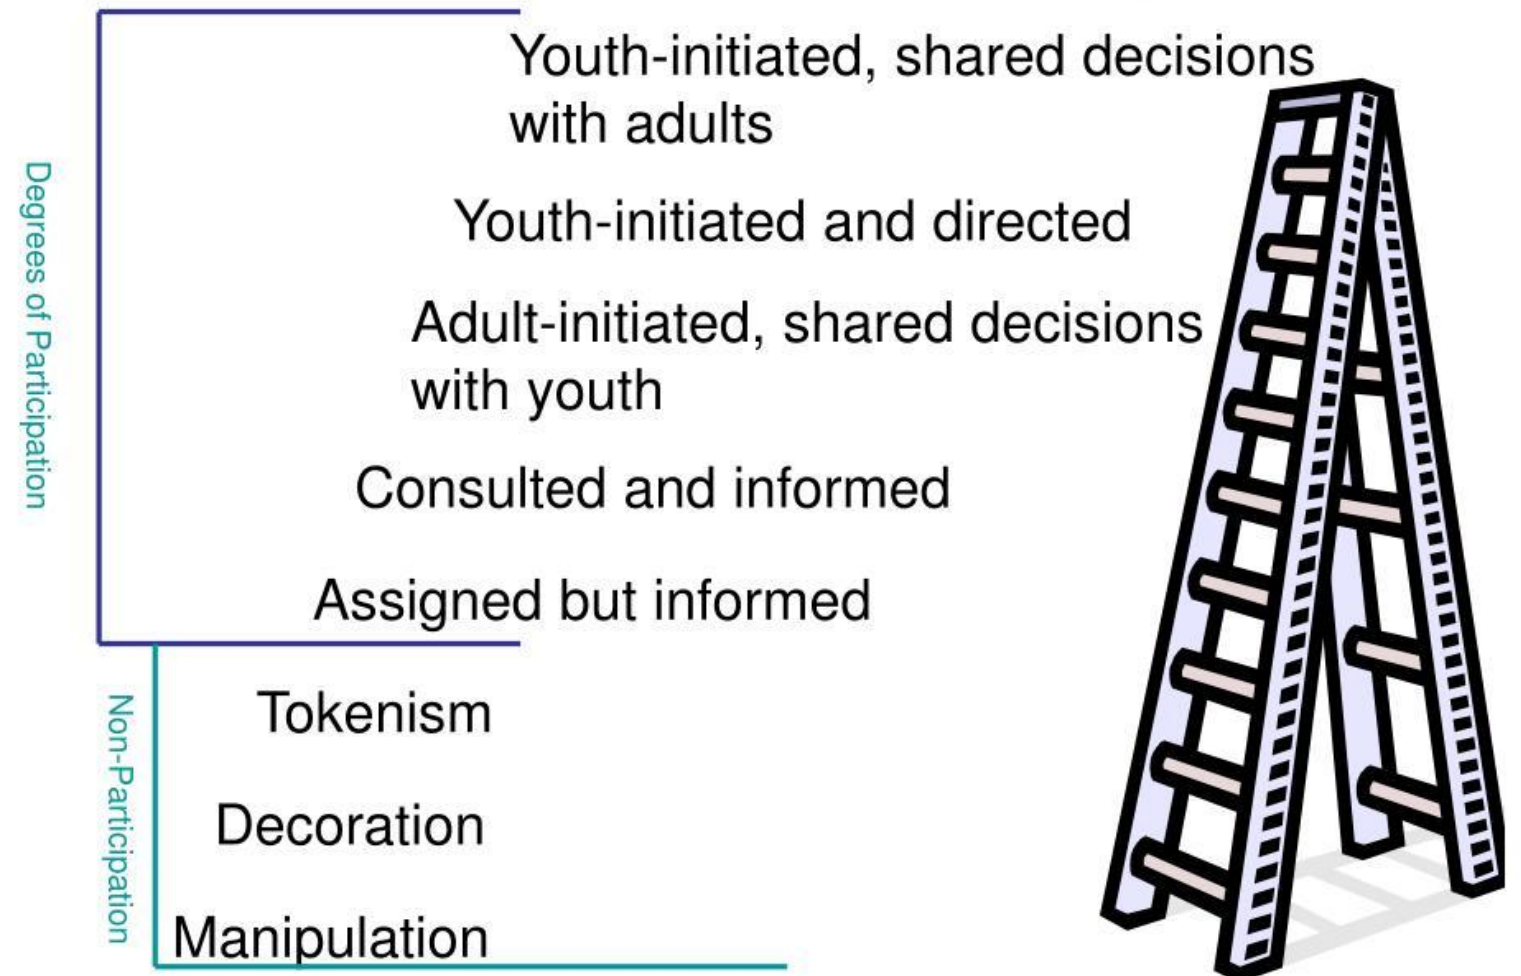 Youth-initiated, shared decisions
with adults
Youth-initiated and directed
Adult-initiated, shared decisions
with youth
Consulted and informed
Assigned but informed
Degrees of Participation
Tokenism
Decoration
Manipulation
Non-Participation